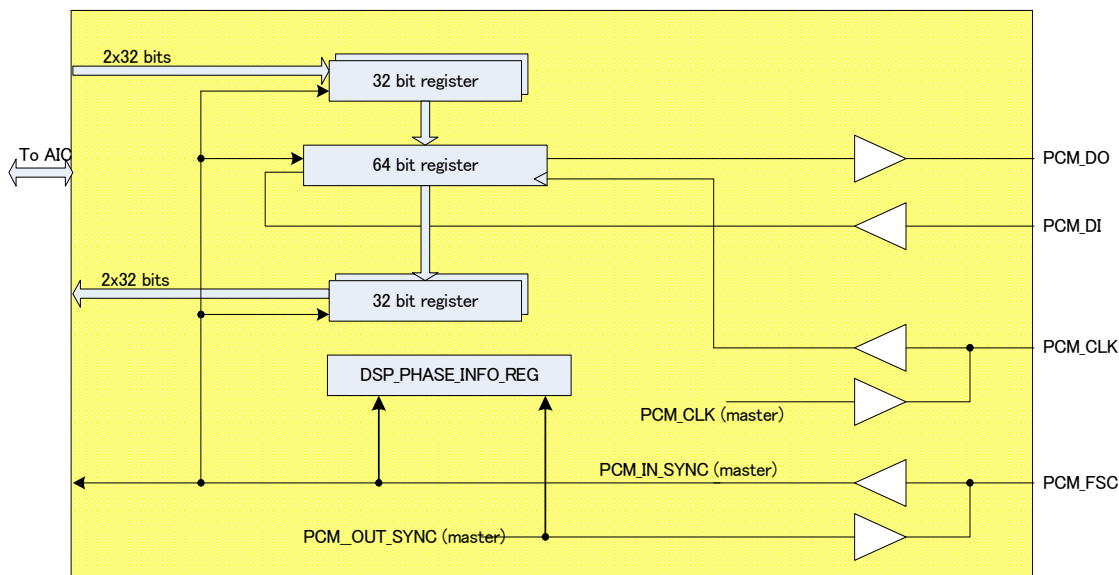 2x32 bits
32 bit register
To AIC
64 bit register
PCM_DO
PCM_DI
2x32 bits
32 bit register
PCM_CLK
DSP_PHASE_INFO_REG
PCM_CLK (master)
PCM_IN_SYNC (master)
PCM_FSC
PCM_OUT_SYNC (master)